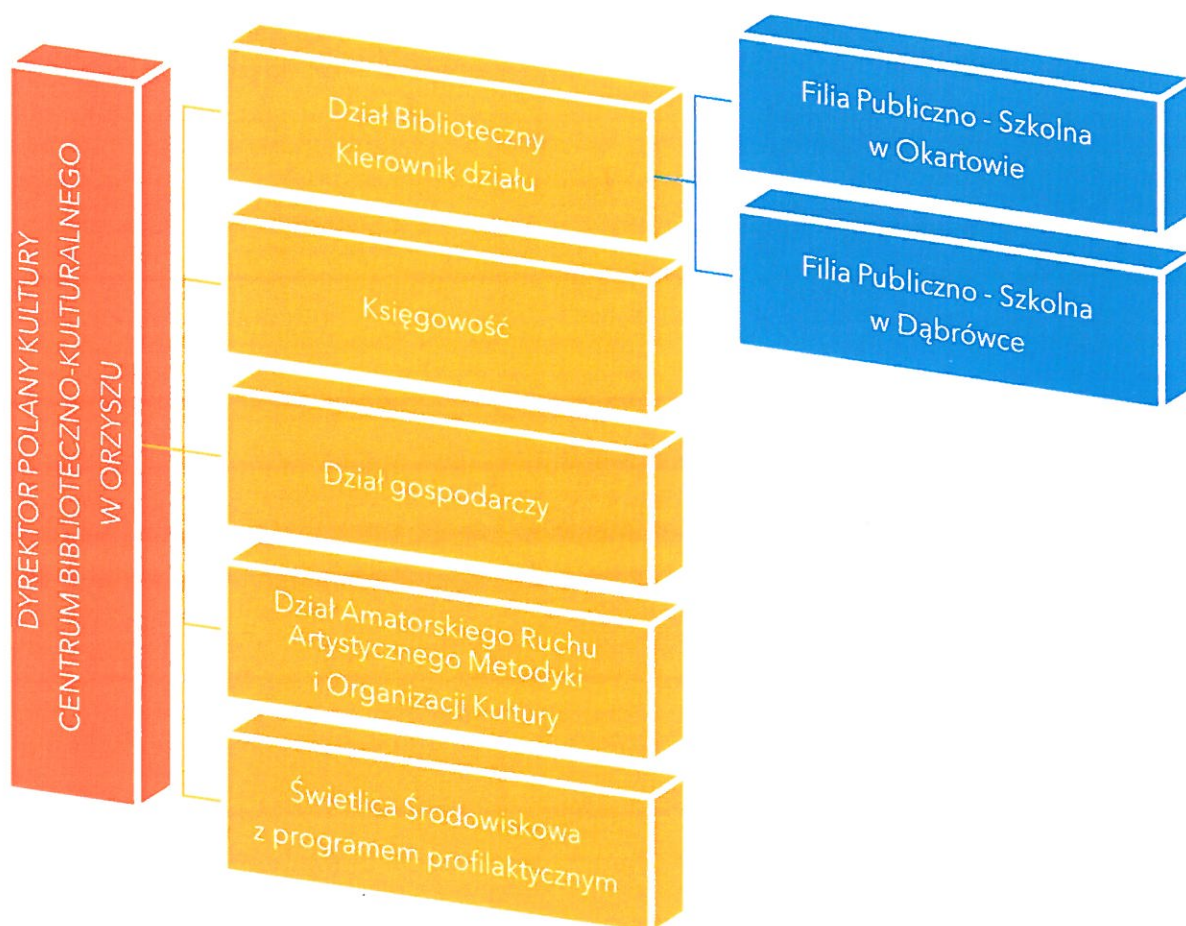 DYREKTOR POLANY KULTURY
CENTRUM BIBLIOTECZNO-KULTURALNEGO
W ORZYSZU
Dział Biblioteczny
Kierownik działu
Księgowość
Dział gospodarczy
Dział Amatorskiego Ruchu
Artystycznego Metodyki
i Organizacji Kultury
Świetlica Środowiskowa
z programem profilaktycznym
Filia Publiczno - Szkolna
w Okartowie
Filia Publiczno - Szkolna
w Dąbrówce